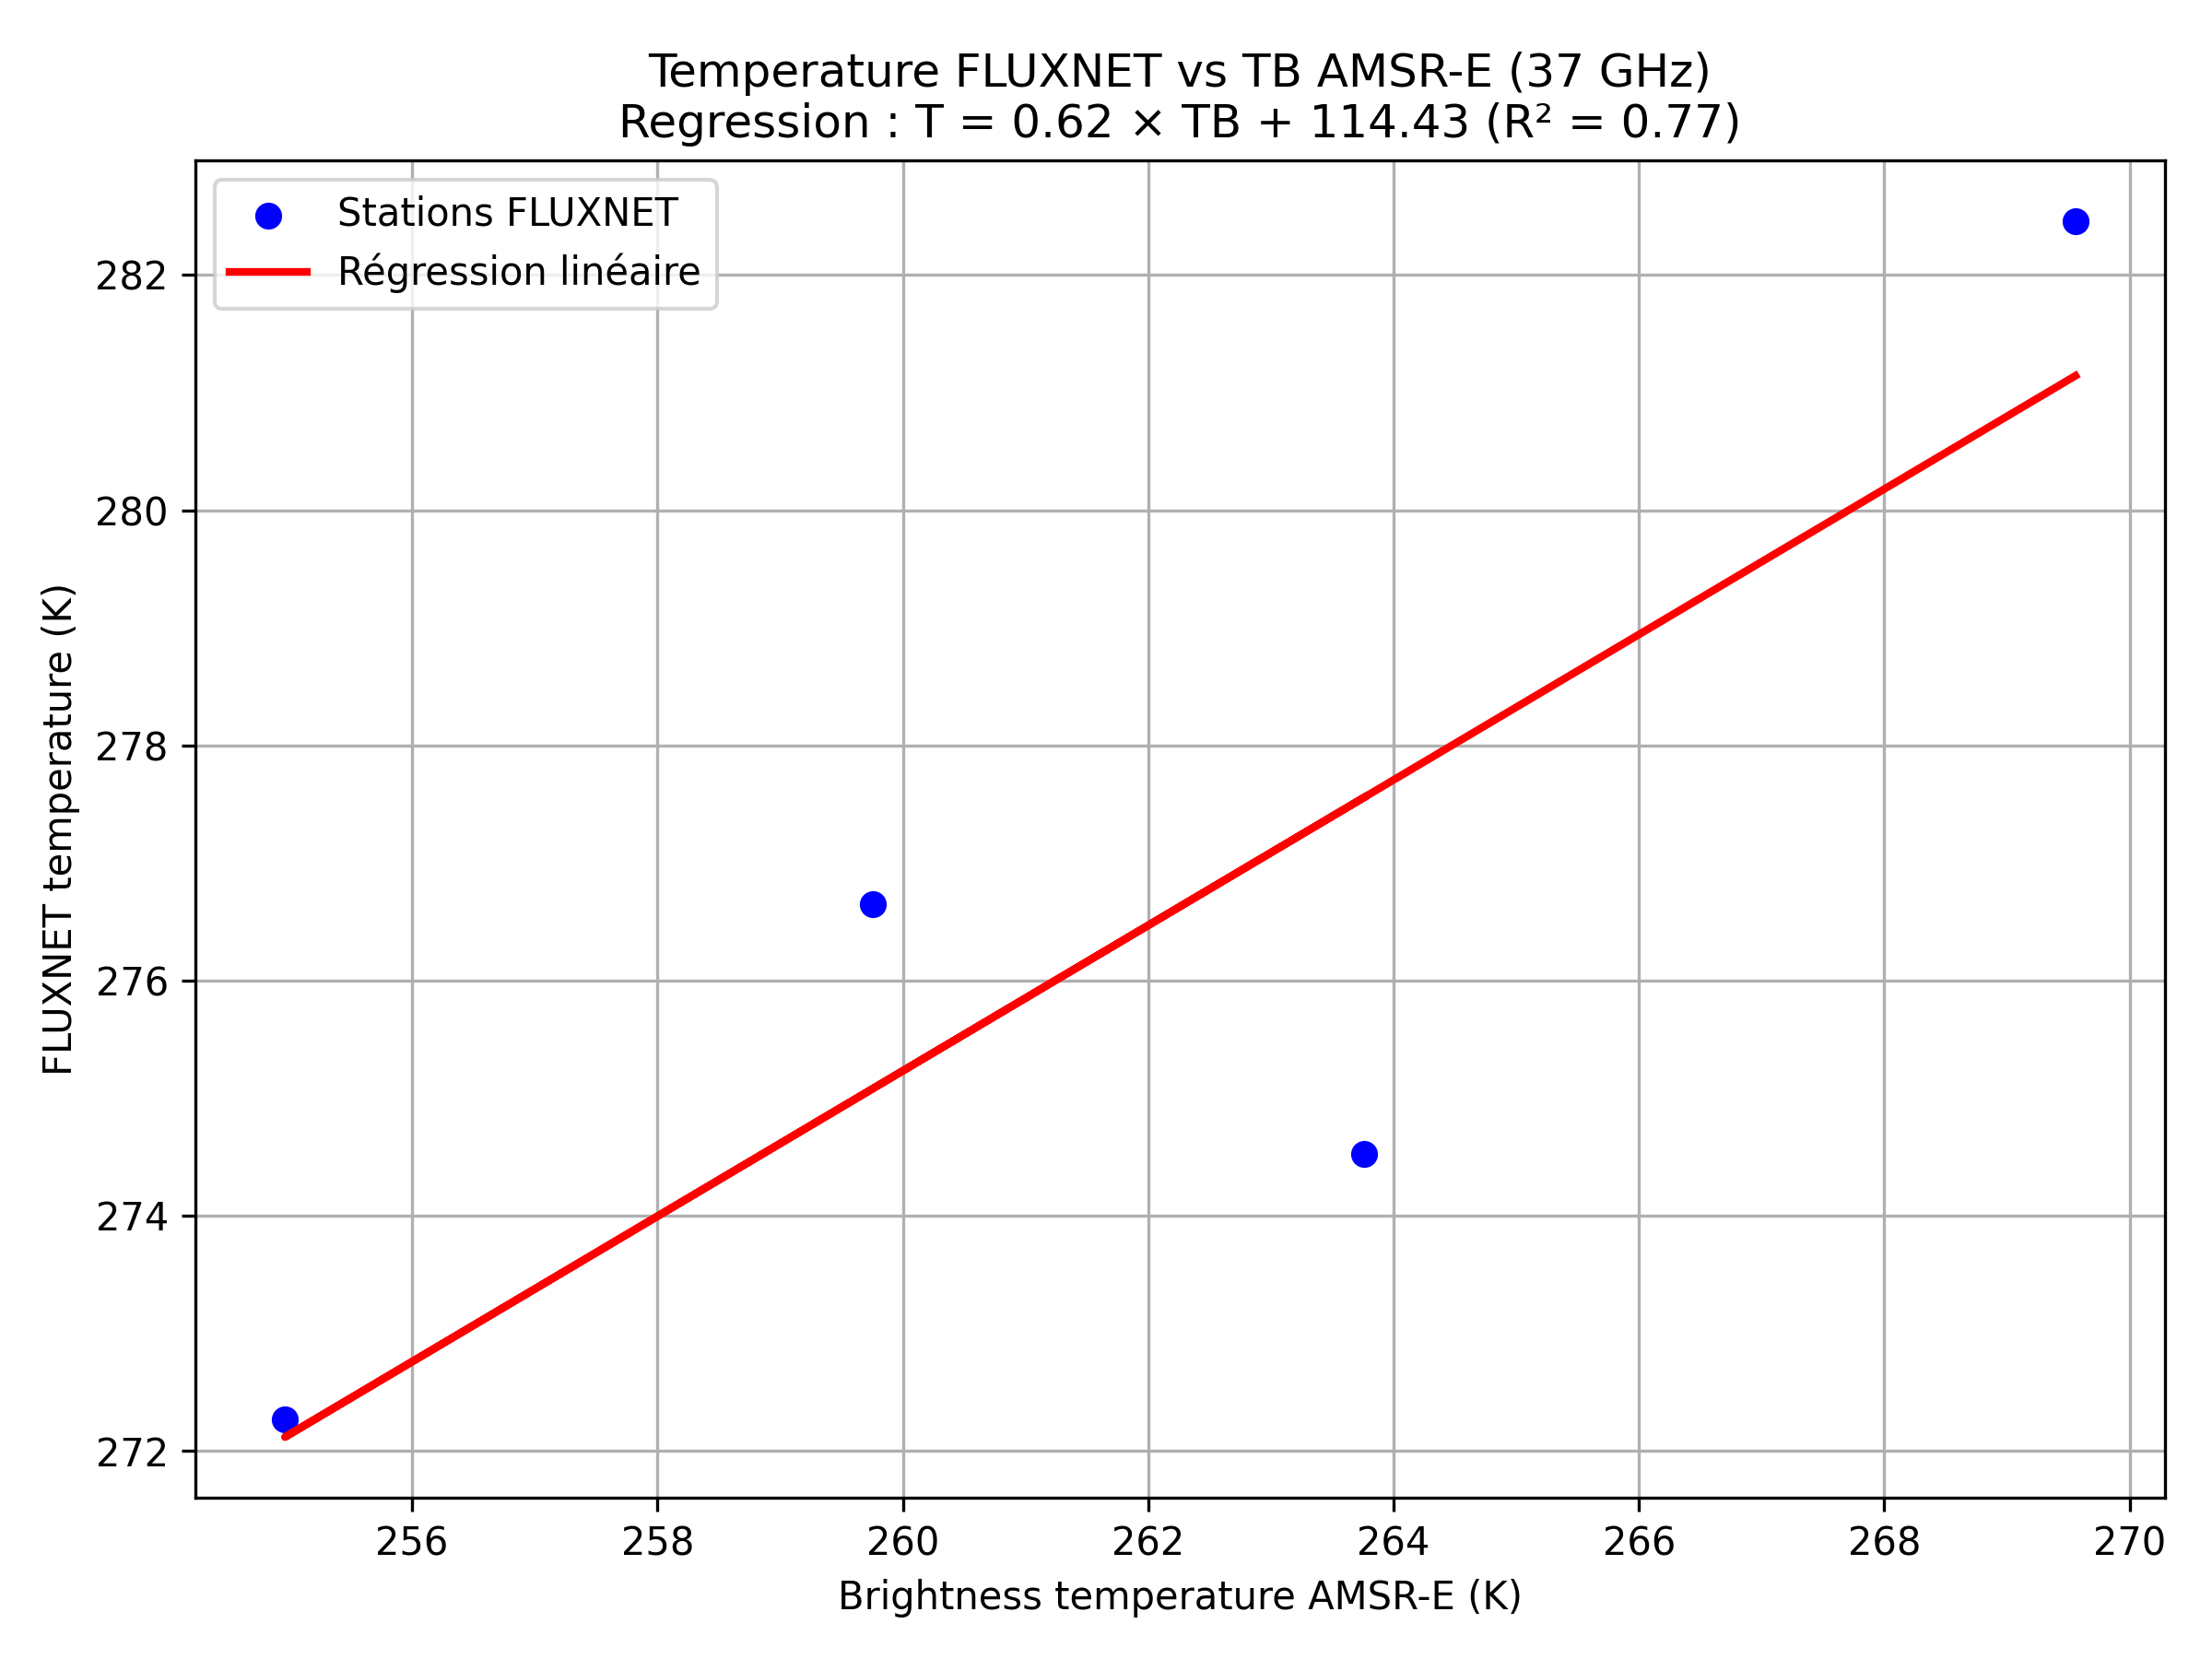 Temperature FLUXNET vs TB AMSR-E (37 GHz)
Regression : T = 0.62 × TB + 114.43 (R² = 0.77)
Stations FLUXNET
Régression linéaire
282
280
278
276
274
272
FLUXNET temperature (K)
256 258 260 262 264 266 268 270
Brightness temperature AMSR-E (K)